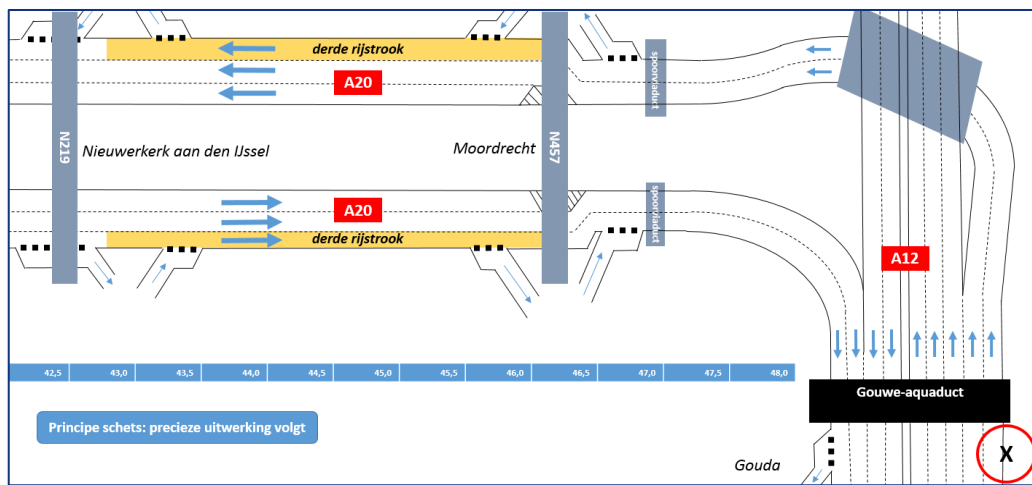 derde rijstrook
A20
N219
Nieuwerkerk aan den IJssel
Moordrecht
N457
spoorviaduct
A20
derde rijstrook
spoorviaduct
A12
42,5 43,0 43,5 44,0 44,5 45,0 45,5 46,0 46,5 47,0 47,5 48,0
Gouwe-aquaduct
Principe schets: precieze uitwerking volgt
Gouda
X